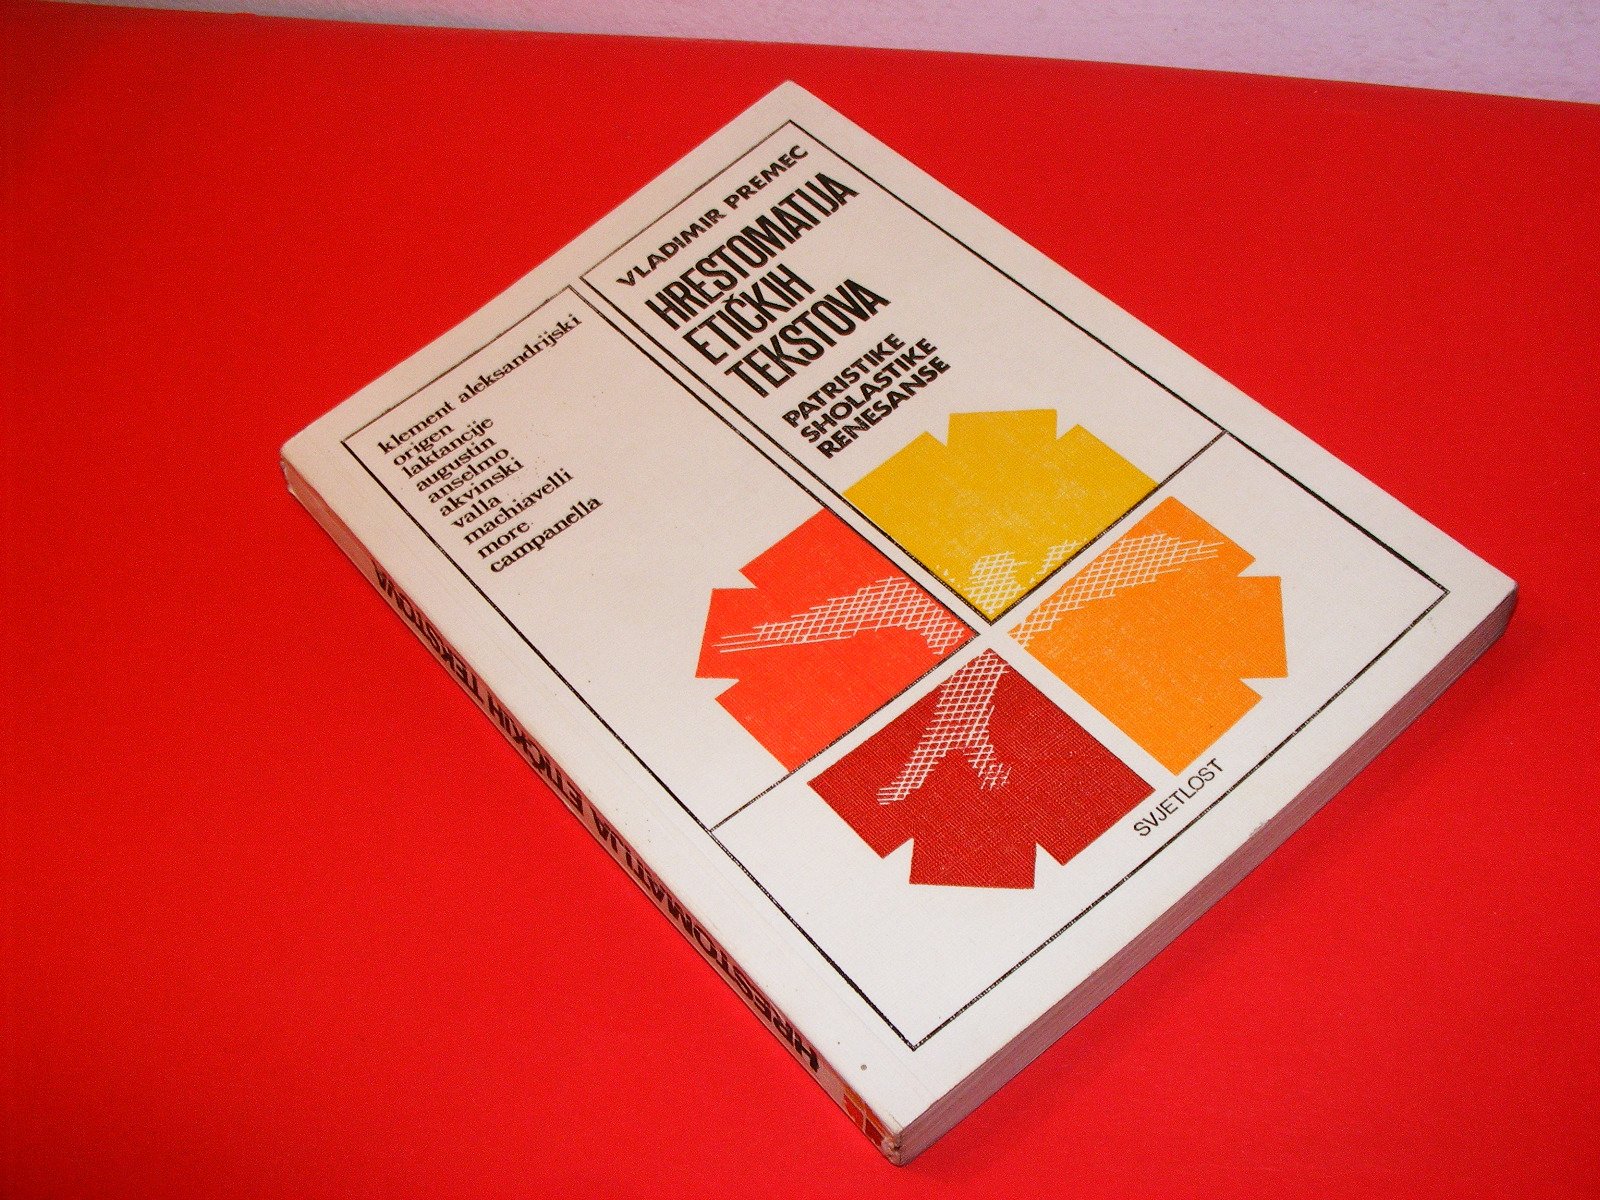 VLADIMIR PREMEC
HRESTOMATIJA
ETIČKIH
TEKSTOVA
PATRISTIKE
SHOLASTIKE
RENESANSE
klement aleksandrijski
origen
laktancije
augustin
anselmo
akvinski
valla
machiavelli
more
campanella
SVJETLOST
HRESTOMATIJA ETIČKIH TEKSTOVA